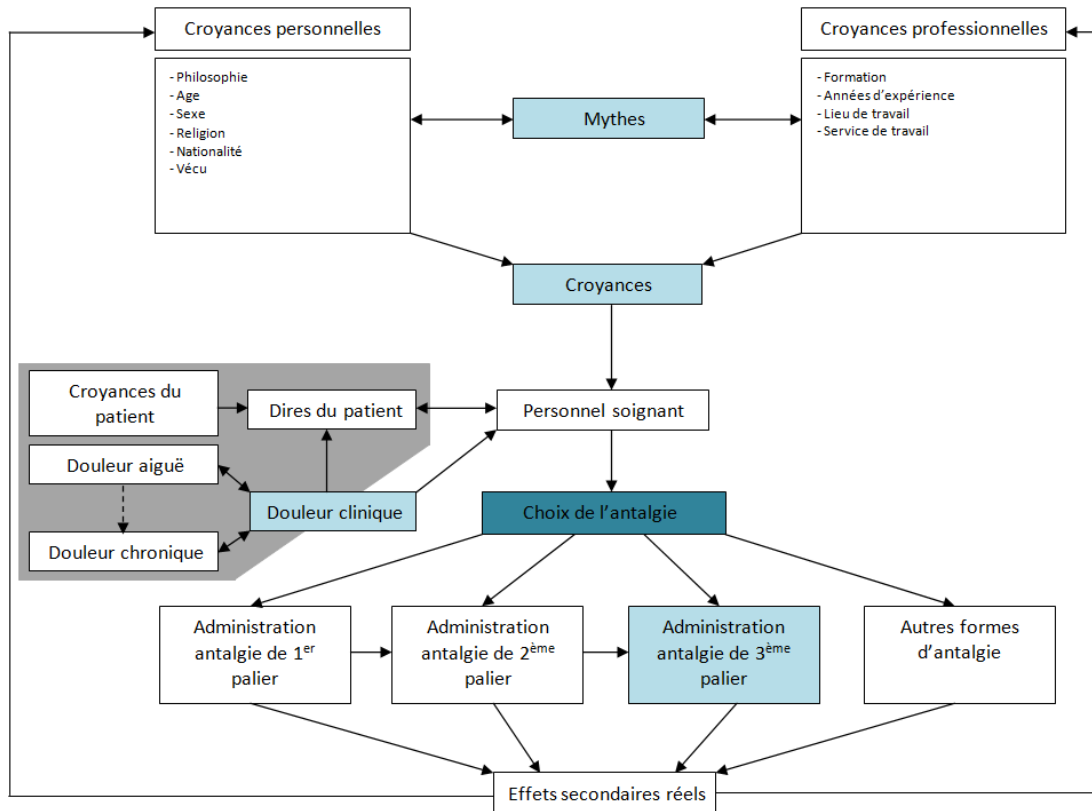 Croyances personnelles
Croyances professionnelles
- Philosophie
- Age
- Sexe
- Religion
- Nationalité
- Vécu
Mythes
- Formation
- Années d'expérience
- Lieu de travail
- Service de travail
Croyances
Croyances du
patient
Dires du patient
Personnel soignant
Douleur aiguë
Douleur clinique
Choix de l'antalgie
Douleur chronique
Administration
antalgie de 1er
palier
Administration
antalgie de 2ème
palier
Administration
antalgie de 3ème
palier
Autres formes
d'antalgie
Effets secondaires réels